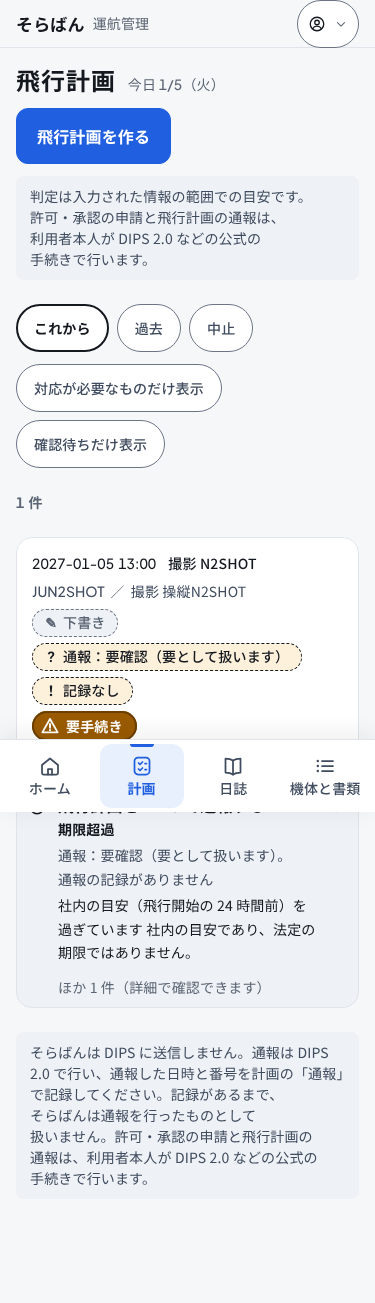 そらばん 運航管理
飛行計画 今日 1/5（火）
飛行計画を作る
判定は入力された情報の範囲での目安です。
許可・承認の申請と飛行計画の通報は、
利用者本人が DIPS 2.0 などの公式の
手続きで行います。
これから 過去 中止
対応が必要なものだけ表示
確認待ちだけ表示
1 件
2027-01-05 13:00 撮影 N2SHOT
JUN2SHOT ／ 撮影 操縦N2SHOT
✎ 下書き
? 通報：要確認（要として扱います）
! 記録なし
要手続き
ホーム 計画 日誌 機体と書類
期限超過
通報：要確認（要として扱います）。
通報の記録がありません
社内の目安（飛行開始の 24 時間前）を
過ぎています 社内の目安であり、法定の
期限ではありません。
ほか 1 件（詳細で確認できます）
そらばんは DIPS に送信しません。通報は DIPS
2.0 で行い、通報した日時と番号を計画の「通報」
で記録してください。記録があるまで、
そらばんは通報を行ったものとして
扱いません。許可・承認の申請と飛行計画の
通報は、利用者本人が DIPS 2.0 などの公式の
手続きで行います。